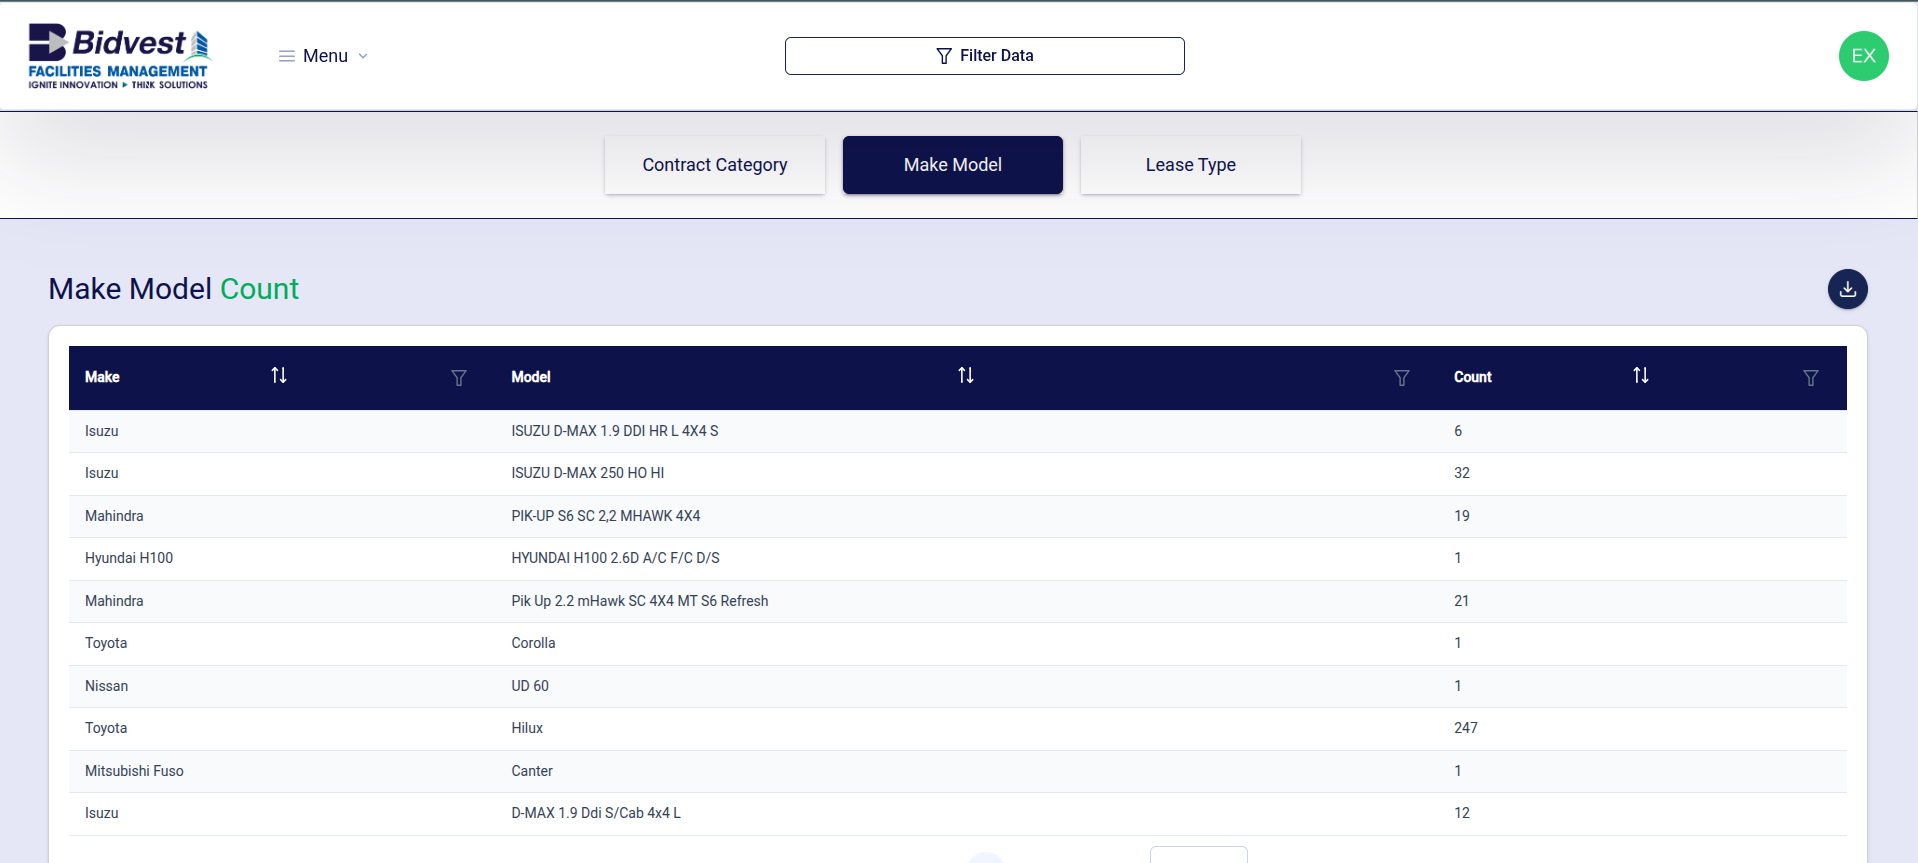 Bidvest
FACILITIES MANAGEMENT
IGNITE INNOVATION ▶ TH!NK SOLUTIONS
Menu
Filter Data
EX
Contract Category
Make Model
Lease Type
Make Model Count
Make Model Count
Isuzu ISUZU D-MAX 1.9 DDI HR L 4X4 S 6
Isuzu ISUZU D-MAX 250 HO HI 32
Mahindra PIK-UP S6 SC 2,2 MHAWK 4X4 19
Hyundai H100 HYUNDAI H100 2.6D A/C F/C D/S 1
Mahindra Pik Up 2.2 mHawk SC 4X4 MT S6 Refresh 21
Toyota Corolla 1
Nissan UD 60 1
Toyota Hilux 247
Mitsubishi Fuso Canter 1
Isuzu D-MAX 1.9 Ddi S/Cab 4x4 L 12